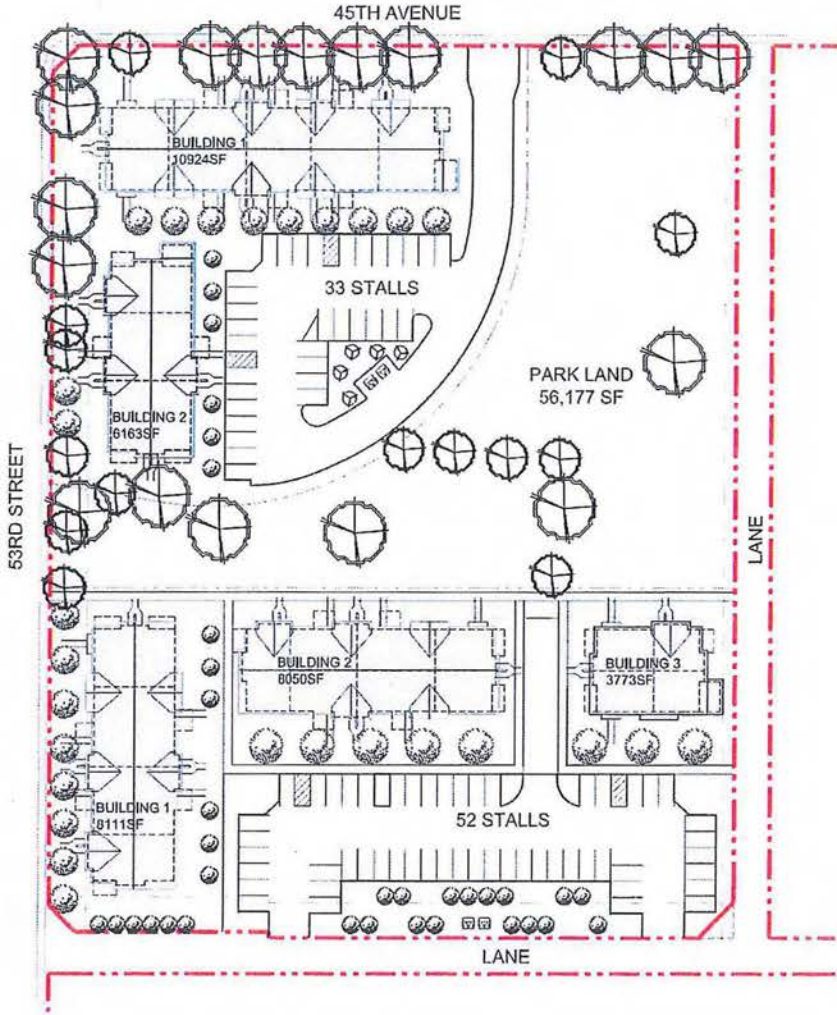 45TH AVENUE
BUILDING 1
10924SF
33 STALLS
PARK LAND
56,177 SF
BUILDING 2
6163SF
53RD STREET
LANE
BUILDING 2
8050SF
BUILDING 3
3773SF
BUILDING 1
8111SF
52 STALLS
LANE